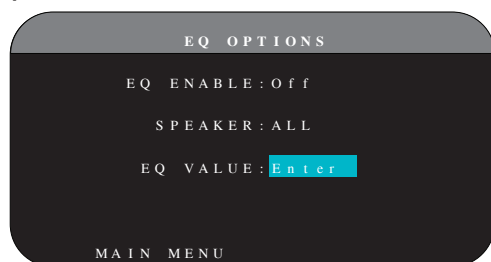 EQ OPTIONS
EQ ENABLE:Off
SPEAKER:ALL
EQ VALUE:Enter
MAIN MENU